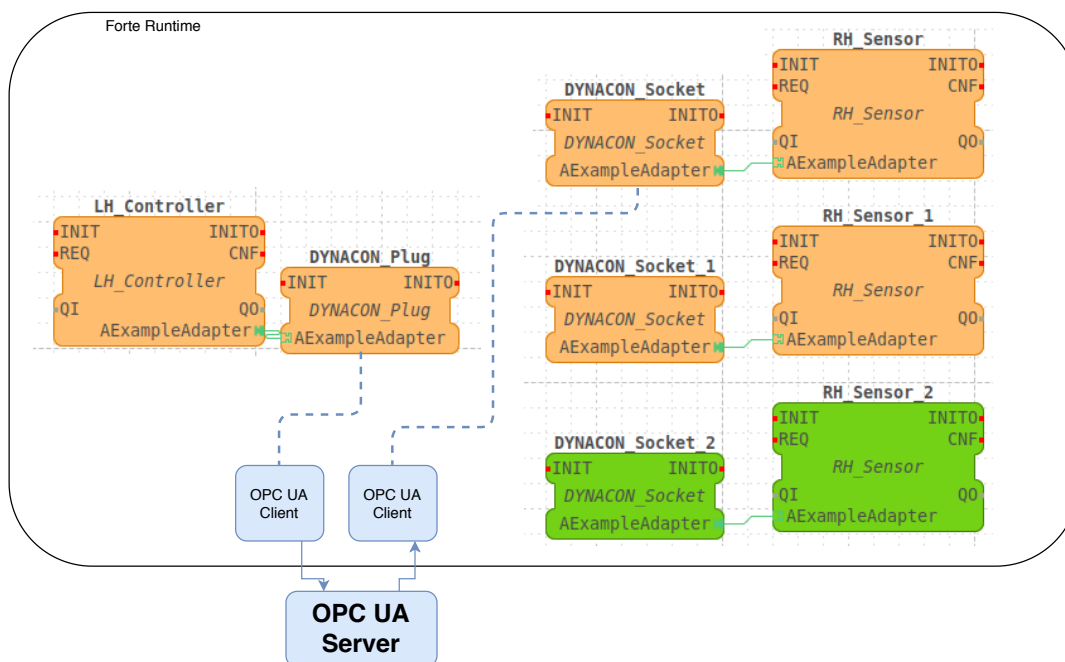 Forte Runtime
LH_Controller
INIT INITO
REQ CNF
LH_Controller
QI QO
AExampleAdapter
DYNACON_Plug
INIT INITO
DYNACON_Plug
AExampleAdapter
DYNACON_Socket
INIT INITO
DYNACON_Socket
AExampleAdapter
RH_Sensor
INIT INITO
REQ CNF
RH_Sensor
QI QO
AExampleAdapter
DYNACON_Socket_1
INIT INITO
DYNACON_Socket
AExampleAdapter
RH_Sensor_1
INIT INITO
REQ CNF
RH_Sensor
QI QO
AExampleAdapter
DYNACON_Socket_2
INIT INITO
DYNACON_Socket
AExampleAdapter
RH_Sensor_2
INIT INITO
REQ CNF
RH_Sensor
QI QO
AExampleAdapter
OPC UA
Client
OPC UA
Client
OPC UA
Server